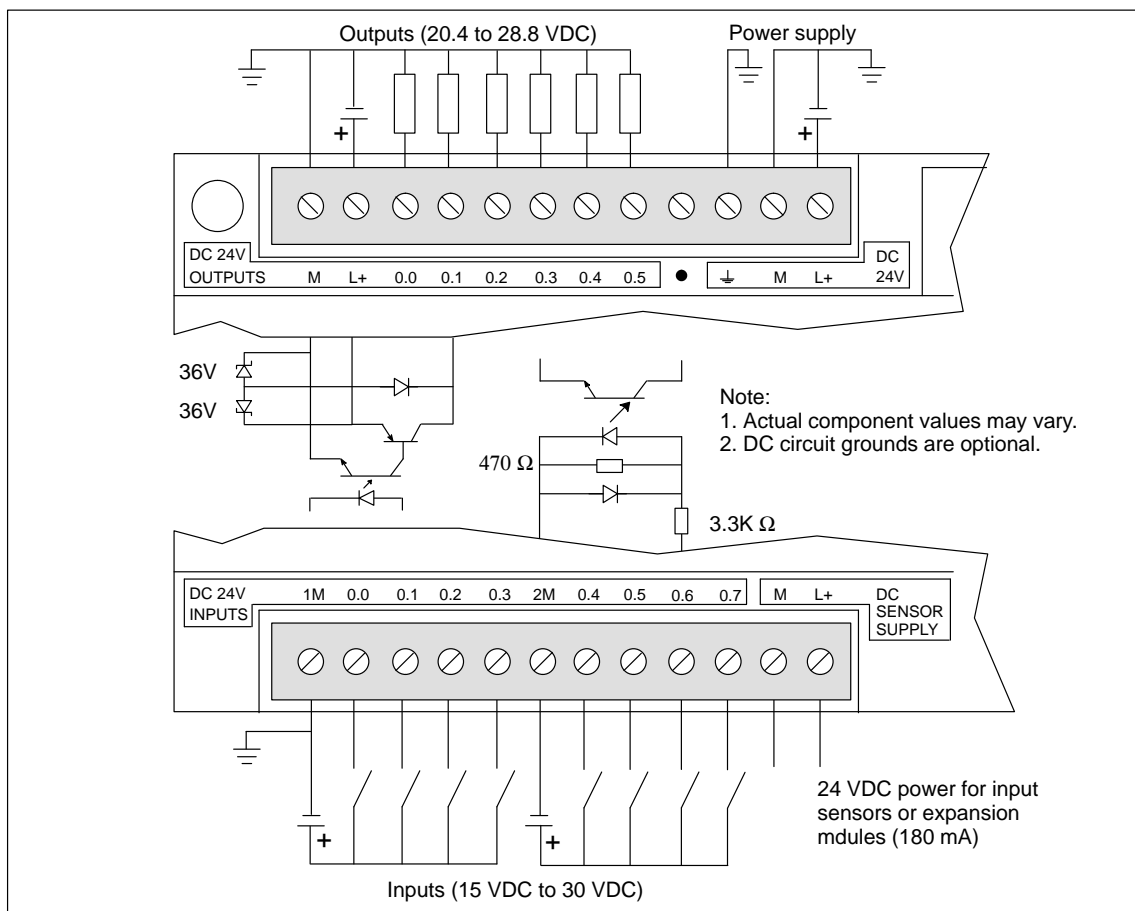 Outputs (20.4 to 28.8 VDC)
Power supply
+
+
DC 24V
OUTPUTS
M L+ 0.0 0.1 0.2 0.3 0.4 0.5 M L+
DC
24V
36V
36V
Note:
1. Actual component values may vary.
2. DC circuit grounds are optional.
470 Ω
3.3K Ω
DC 24V
INPUTS
1M 0.0 0.1 0.2 0.3 2M 0.4 0.5 0.6 0.7 M L+
DC
SENSOR
SUPPLY
24 VDC power for input
sensors or expansion
mdules (180 mA)
+
+
Inputs (15 VDC to 30 VDC)